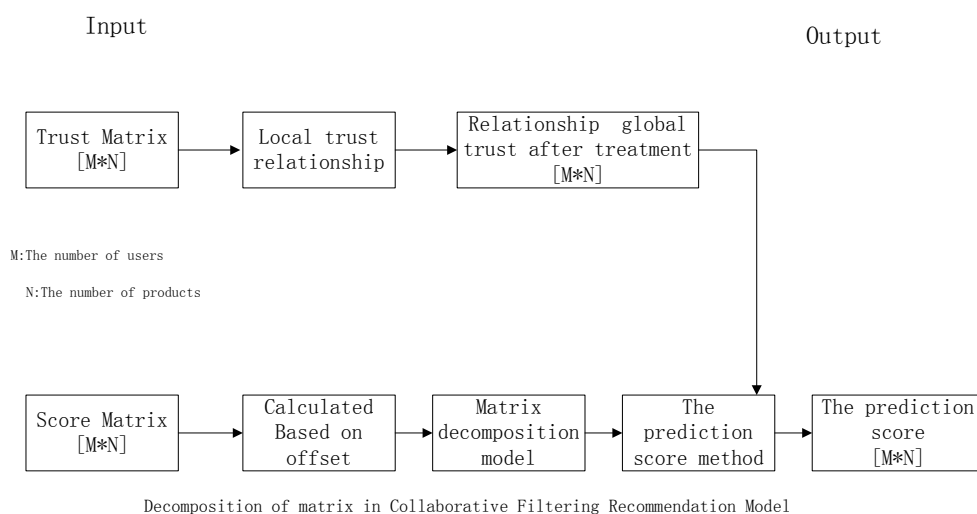 Input
Output
Trust Matrix
[M*N]
Local trust
relationship
Relationship global
trust after treatment
[M*N]
M:The number of users
N:The number of products
Score Matrix
[M*N]
Calculated
Based on
offset
Matrix
decomposition
model
The
prediction
score method
The prediction
score
[M*N]
Decomposition of matrix in Collaborative Filtering Recommendation Model